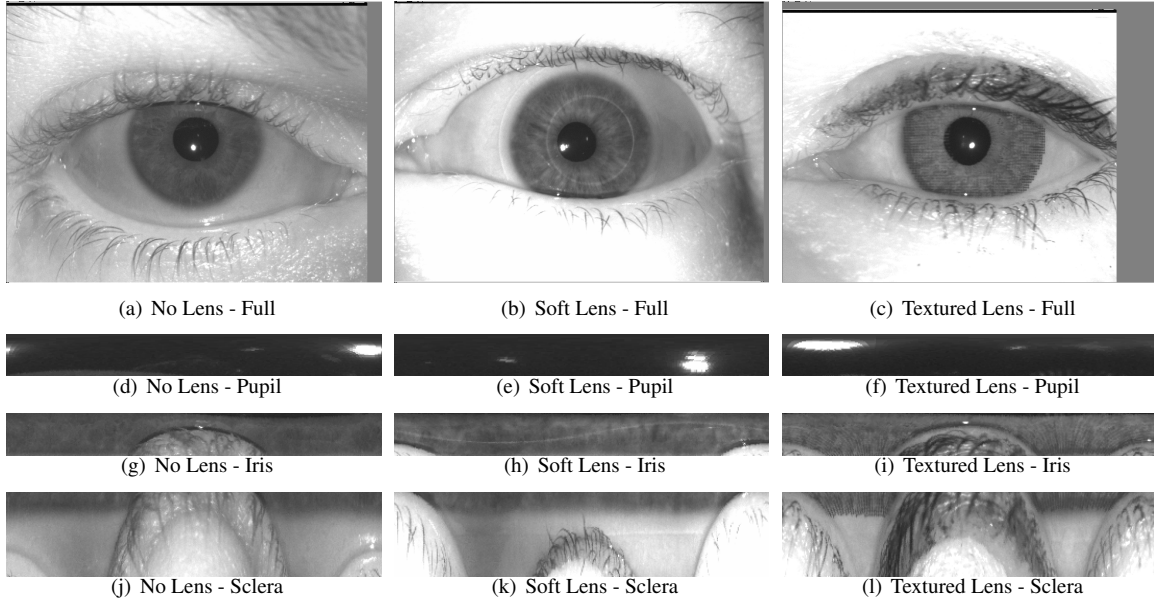 (a) No Lens - Full
(b) Soft Lens - Full
(c) Textured Lens - Full
(d) No Lens - Pupil
(e) Soft Lens - Pupil
(f) Textured Lens - Pupil
(g) No Lens - Iris
(h) Soft Lens - Iris
(i) Textured Lens - Iris
(j) No Lens - Sclera
(k) Soft Lens - Sclera
(l) Textured Lens - Sclera